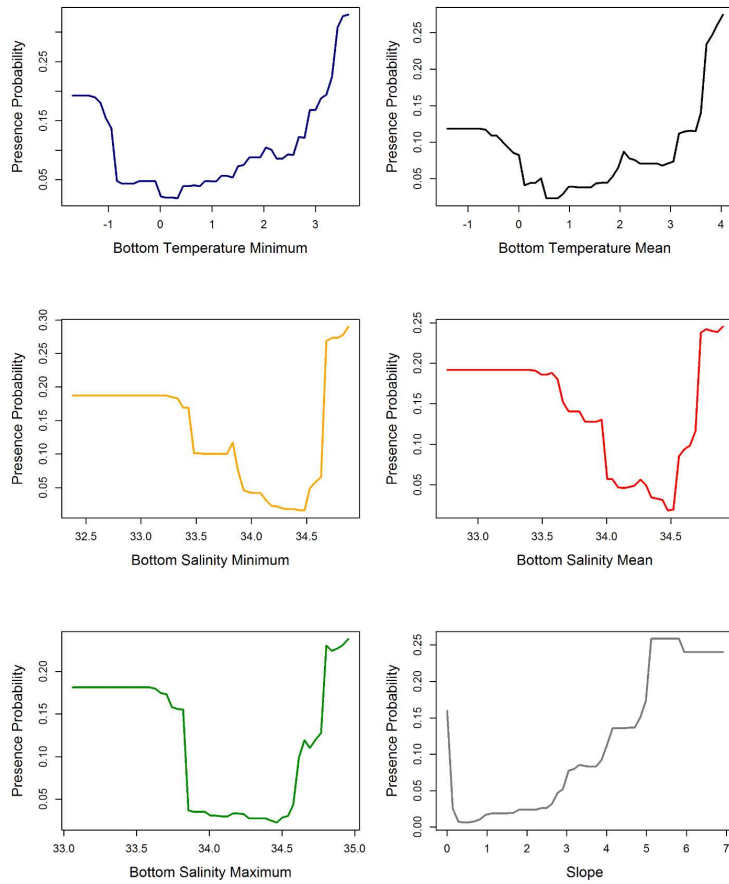 Presence Probability
0.05 0.15 0.25
-1 0 1 2 3
Bottom Temperature Minimum
Presence Probability
0.05 0.10 0.15 0.20 0.25
-1 0 1 2 3 4
Bottom Temperature Mean
Presence Probability
0.05 0.10 0.15 0.20 0.25 0.30
32.5 33.0 33.5 34.0 34.5
Bottom Salinity Minimum
Presence Probability
0.05 0.10 0.15 0.20 0.25
33.0 33.5 34.0 34.5
Bottom Salinity Mean
Presence Probability
0.05 0.10 0.15 0.20
33.0 33.5 34.0 34.5 35.0
Bottom Salinity Maximum
Presence Probability
0.00 0.05 0.10 0.15 0.20 0.25
0 1 2 3 4 5 6 7
Slope